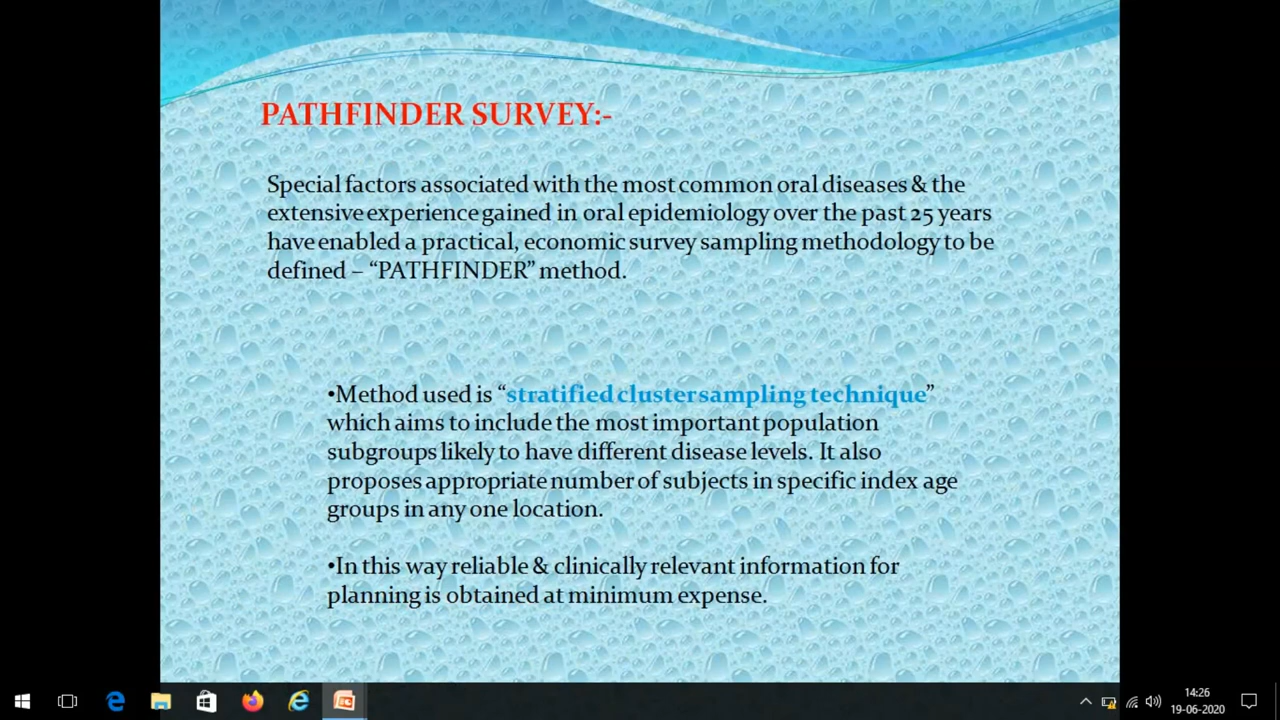 PATHFINDER SURVEY:-
Special factors associated with the most common oral diseases & the
extensive experience gained in oral epidemiology over the past 25 years
have enabled a practical, economic survey sampling methodology to be
defined – “PATHFINDER” method.
•Method used is “stratified cluster sampling technique”
which aims to include the most important population
subgroups likely to have different disease levels. It also
proposes appropriate number of subjects in specific index age
groups in any one location.
•In this way reliable & clinically relevant information for
planning is obtained at minimum expense.
14:26
19-06-2020